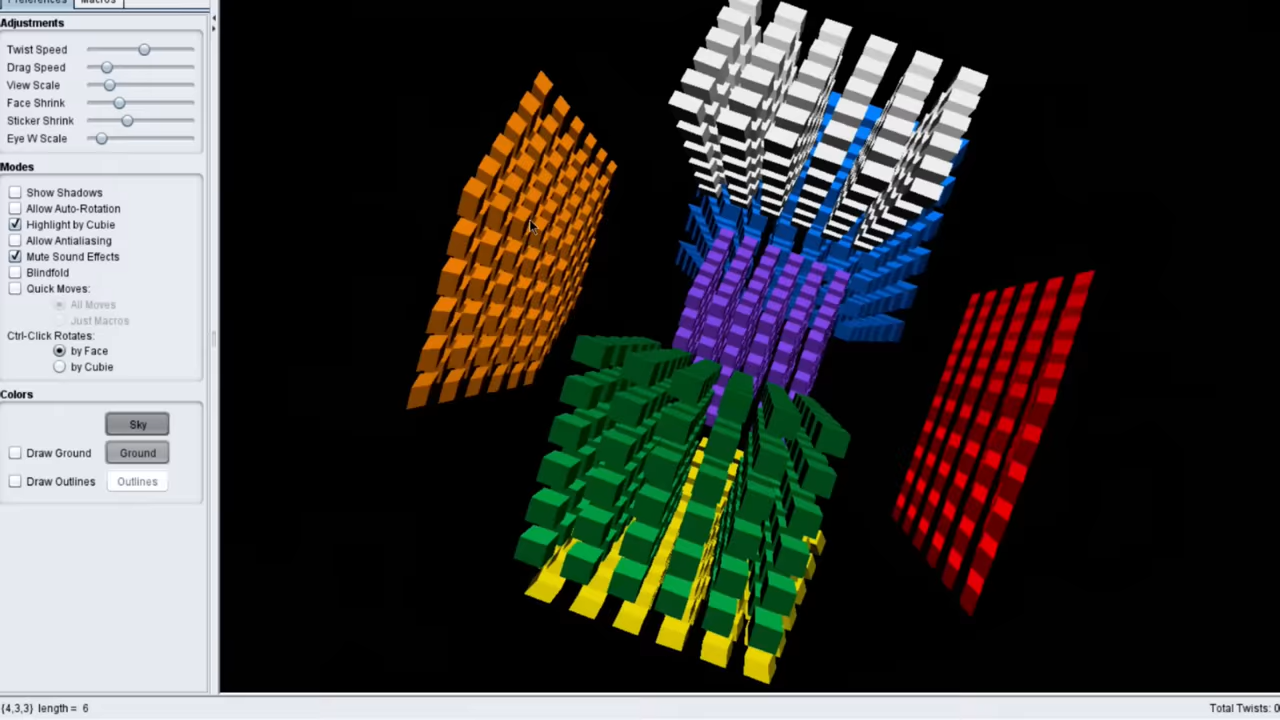 Preferences Macros
Adjustments
Twist Speed
Drag Speed
View Scale
Face Shrink
Sticker Shrink
Eye W Scale
Modes
Show Shadows
Allow Auto-Rotation
Highlight by Cubie
Allow Antialiasing
Mute Sound Effects
Blindfold
Quick Moves:
All Moves
Just Macros
Ctrl-Click Rotates:
by Face
by Cubie
Colors
Sky
Draw Ground Ground
Draw Outlines Outlines
{4,3,3} length = 6 Total Twists: 0